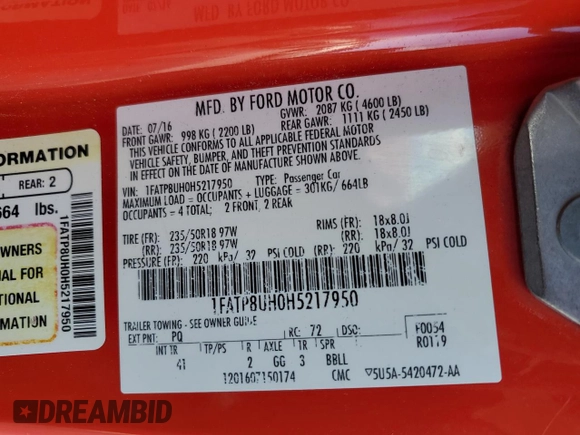 MFD. BY FORD MOTOR CO.
DATE: 07/16 GVWR: 2087 KG (4600 LB)
FRONT GAWR: 998 KG (2200 LB) REAR GAWR: 1111 KG (2450 LB)
THIS VEHICLE CONFORMS TO ALL APPLICABLE FEDERAL MOTOR
VEHICLE SAFETY, BUMPER, AND THEFT PREVENTION STANDARDS
IN EFFECT ON THE DATE OF MANUFACTURE SHOWN ABOVE.
VIN: 1FATP8UH0H5217950 TYPE: Passenger Car
MAXIMUM LOAD = OCCUPANTS + LUGGAGE = 301KG/ 664LB
OCCUPANTS = 4 TOTAL: 2 FRONT, 2 REAR
TIRE (FR): 235/50R18 97W RIMS (FR): 18x8.0J
(RR): 235/50R18 97W (RR): 18x8.0J
PRESSURE (FP): 220 kPa/ 32 PSI COLD (RP): 220 kPa/ 32 PSI COLD
1FATP8UH0H5217950
TRAILER TOWING - SEE OWNER GUIDE
EXT PNT: PQ RC: 72 DSO: F0054
R0119
INT TR TP/PS R AXLE TR SPR
41 2 GG 3 BBLL
1201607150174 CMC 5U5A-5420472-AA
FORMATION
REAR: 2
664 lbs.
OWNERS
AL FOR
TIONAL
MATION
1FATP8UH0H5217950
DREAMBID